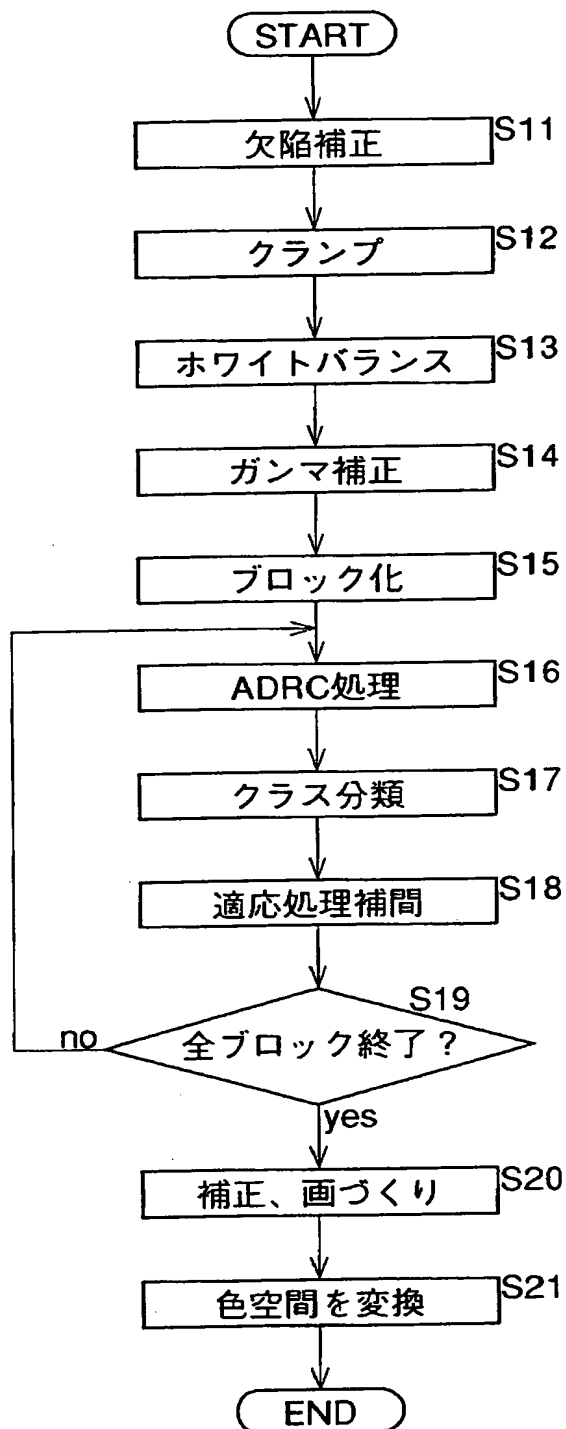 START
S11
欠陥補正
S12
クランプ
S13
ホワイトバランス
S14
ガンマ補正
S15
ブロック化
S16
ADRC処理
S17
クラス分類
S18
適応処理補間
S19
全ブロック終了？
no
yes
S20
補正、画づくり
S21
色空間を変換
END